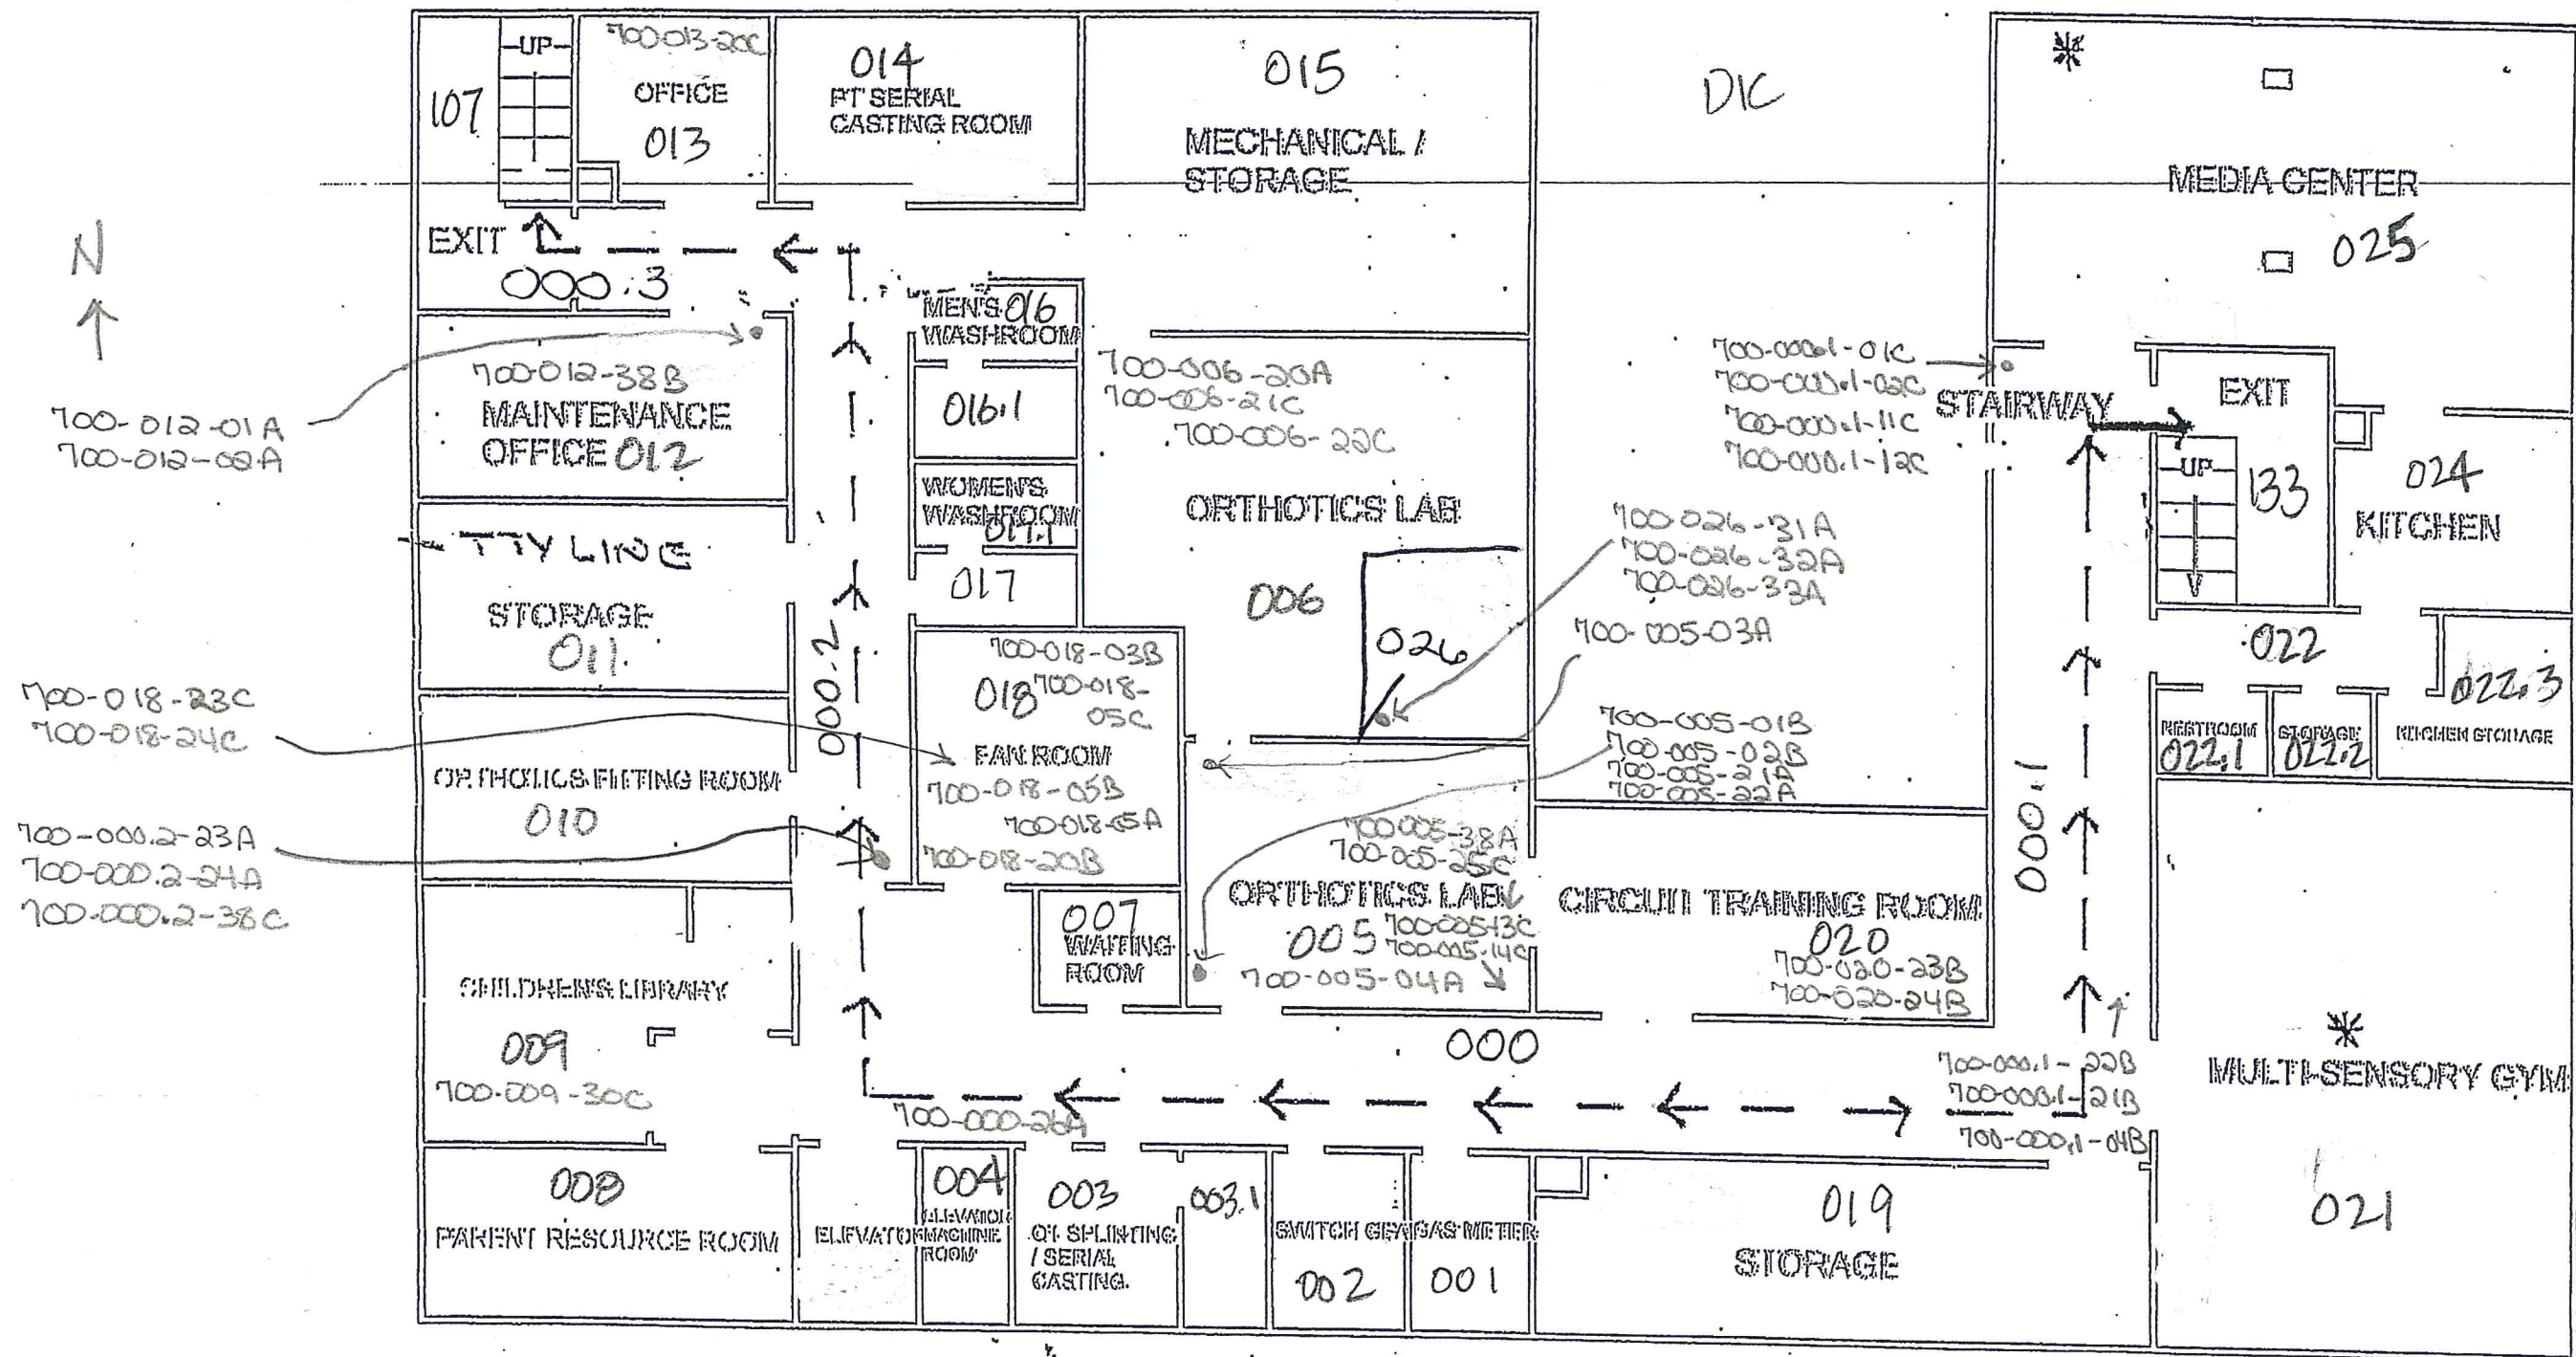 UP
107
700-013-20C
OFFICE
013
014
PT SERIAL
CASTING ROOM
015
MECHANICAL /
STORAGE
DIC
MEDIA CENTER
025
N
EXIT
000.3
MEN'S 016
WASHROOM
016.1
WOMEN'S
WASHROOM
017.1
017
700-012-01A
700-012-02A
700-012-38B
MAINTENANCE
OFFICE 012
TTY LINE
STORAGE
011
000.2
700-006-20A
700-006-21C
700-006-22C
ORTHOTICS LAB
006
026
700-000.1-01C
700-000.1-02C
700-000.1-11C
700-000.1-12C
STAIRWAY
EXIT
UP
133
024
KITCHEN
700-026-31A
700-026-32A
700-026-33A
700-005-03A
700-005-01B
700-005-02B
700-005-21A
700-005-22A
022
022.3
RESTROOM
022.1
STORAGE
022.2
KITCHEN STORAGE
700-018-23C
700-018-24C
ORTHOTICS FITTING ROOM
010
700-018-03B
018
700-018-
05C
FAN ROOM
700-018-05B
700-018-05A
700-018-20B
700-000.2-23A
700-000.2-24A
700-000.2-38C
007
WAITING
ROOM
700-005-38A
700-005-25C
ORTHOTICS LAB
005
700-005-13C
700-005-14C
700-005-04A
CIRCUIT TRAINING ROOM
020
700-020-23B
700-020-24B
000.1
CHILDREN'S LIBRARY
009
700-009-30C
000
700-000-26A
700-000.1-22B
700-000.1-21B
700-000.1-04B
MULTI-SENSORY GYM
021
008
PARENT RESOURCE ROOM
ELEVATOR
004
ELEVATOR
MACHINE
ROOM
003
OT SPLINTING
/ SERIAL
CASTING
003.1
SWITCH GEAR
002
GAS METER
001
019
STORAGE